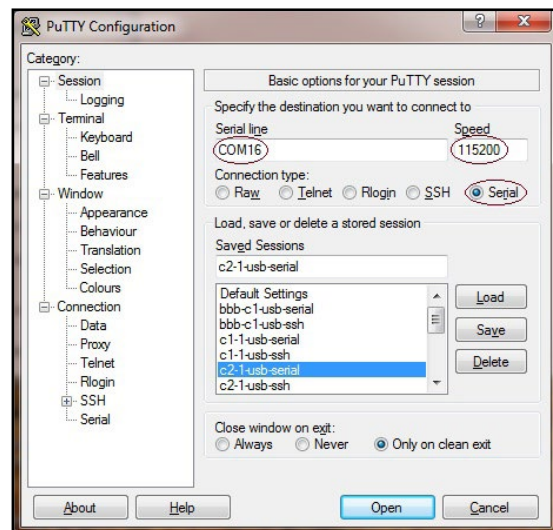 PuTTY Configuration
Category:
Session
Logging
Terminal
Keyboard
Bell
Features
Window
Appearance
Behaviour
Translation
Selection
Colours
Connection
Data
Proxy
Telnet
Rlogin
SSH
Serial
Basic options for your PuTTY session
Specify the destination you want to connect to
Serial line Speed
COM16 115200
Connection type:
Raw Telnet Rlogin SSH Serial
Load, save or delete a stored session
Saved Sessions
c2-1-usb-serial
Default Settings
bbb-c1-usb-serial
bbb-c1-usb-ssh
c1-1-usb-serial
c1-1-usb-ssh
c2-1-usb-serial
c2-1-usb-ssh
Load
Save
Delete
Close window on exit:
Always Never Only on clean exit
About Help Open Cancel